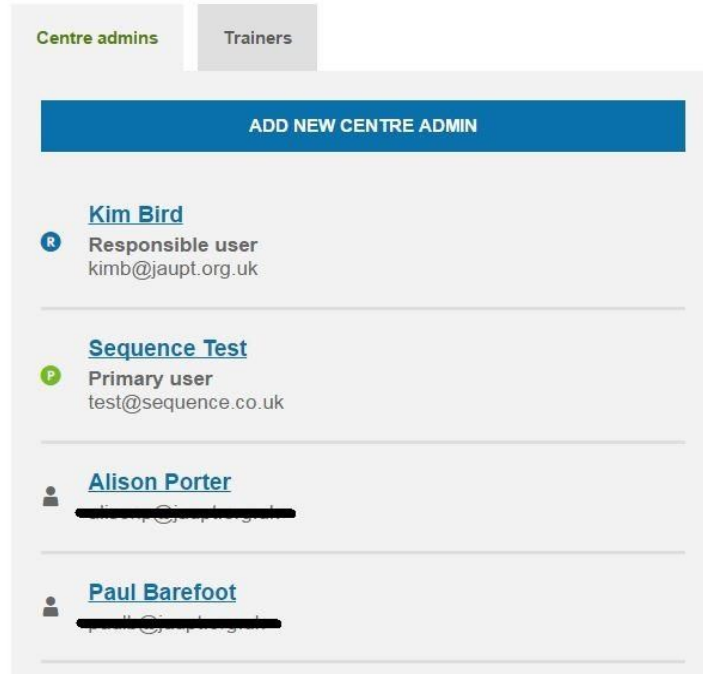 Centre admins
Trainers
ADD NEW CENTRE ADMIN
Kim Bird
R
Responsible user
kimb@jaupt.org.uk
Sequence Test
P
Primary user
test@sequence.co.uk
Alison Porter
Paul Barefoot